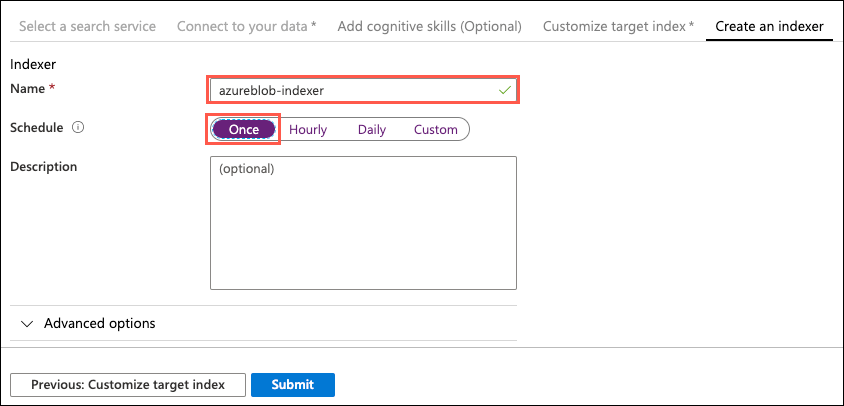 Select a search service Connect to your data * Add cognitive skills (Optional) Customize target index * Create an indexer
Indexer
Name *
azureblob-indexer
Schedule
Once Hourly Daily Custom
Description
(optional)
Advanced options
Previous: Customize target index Submit